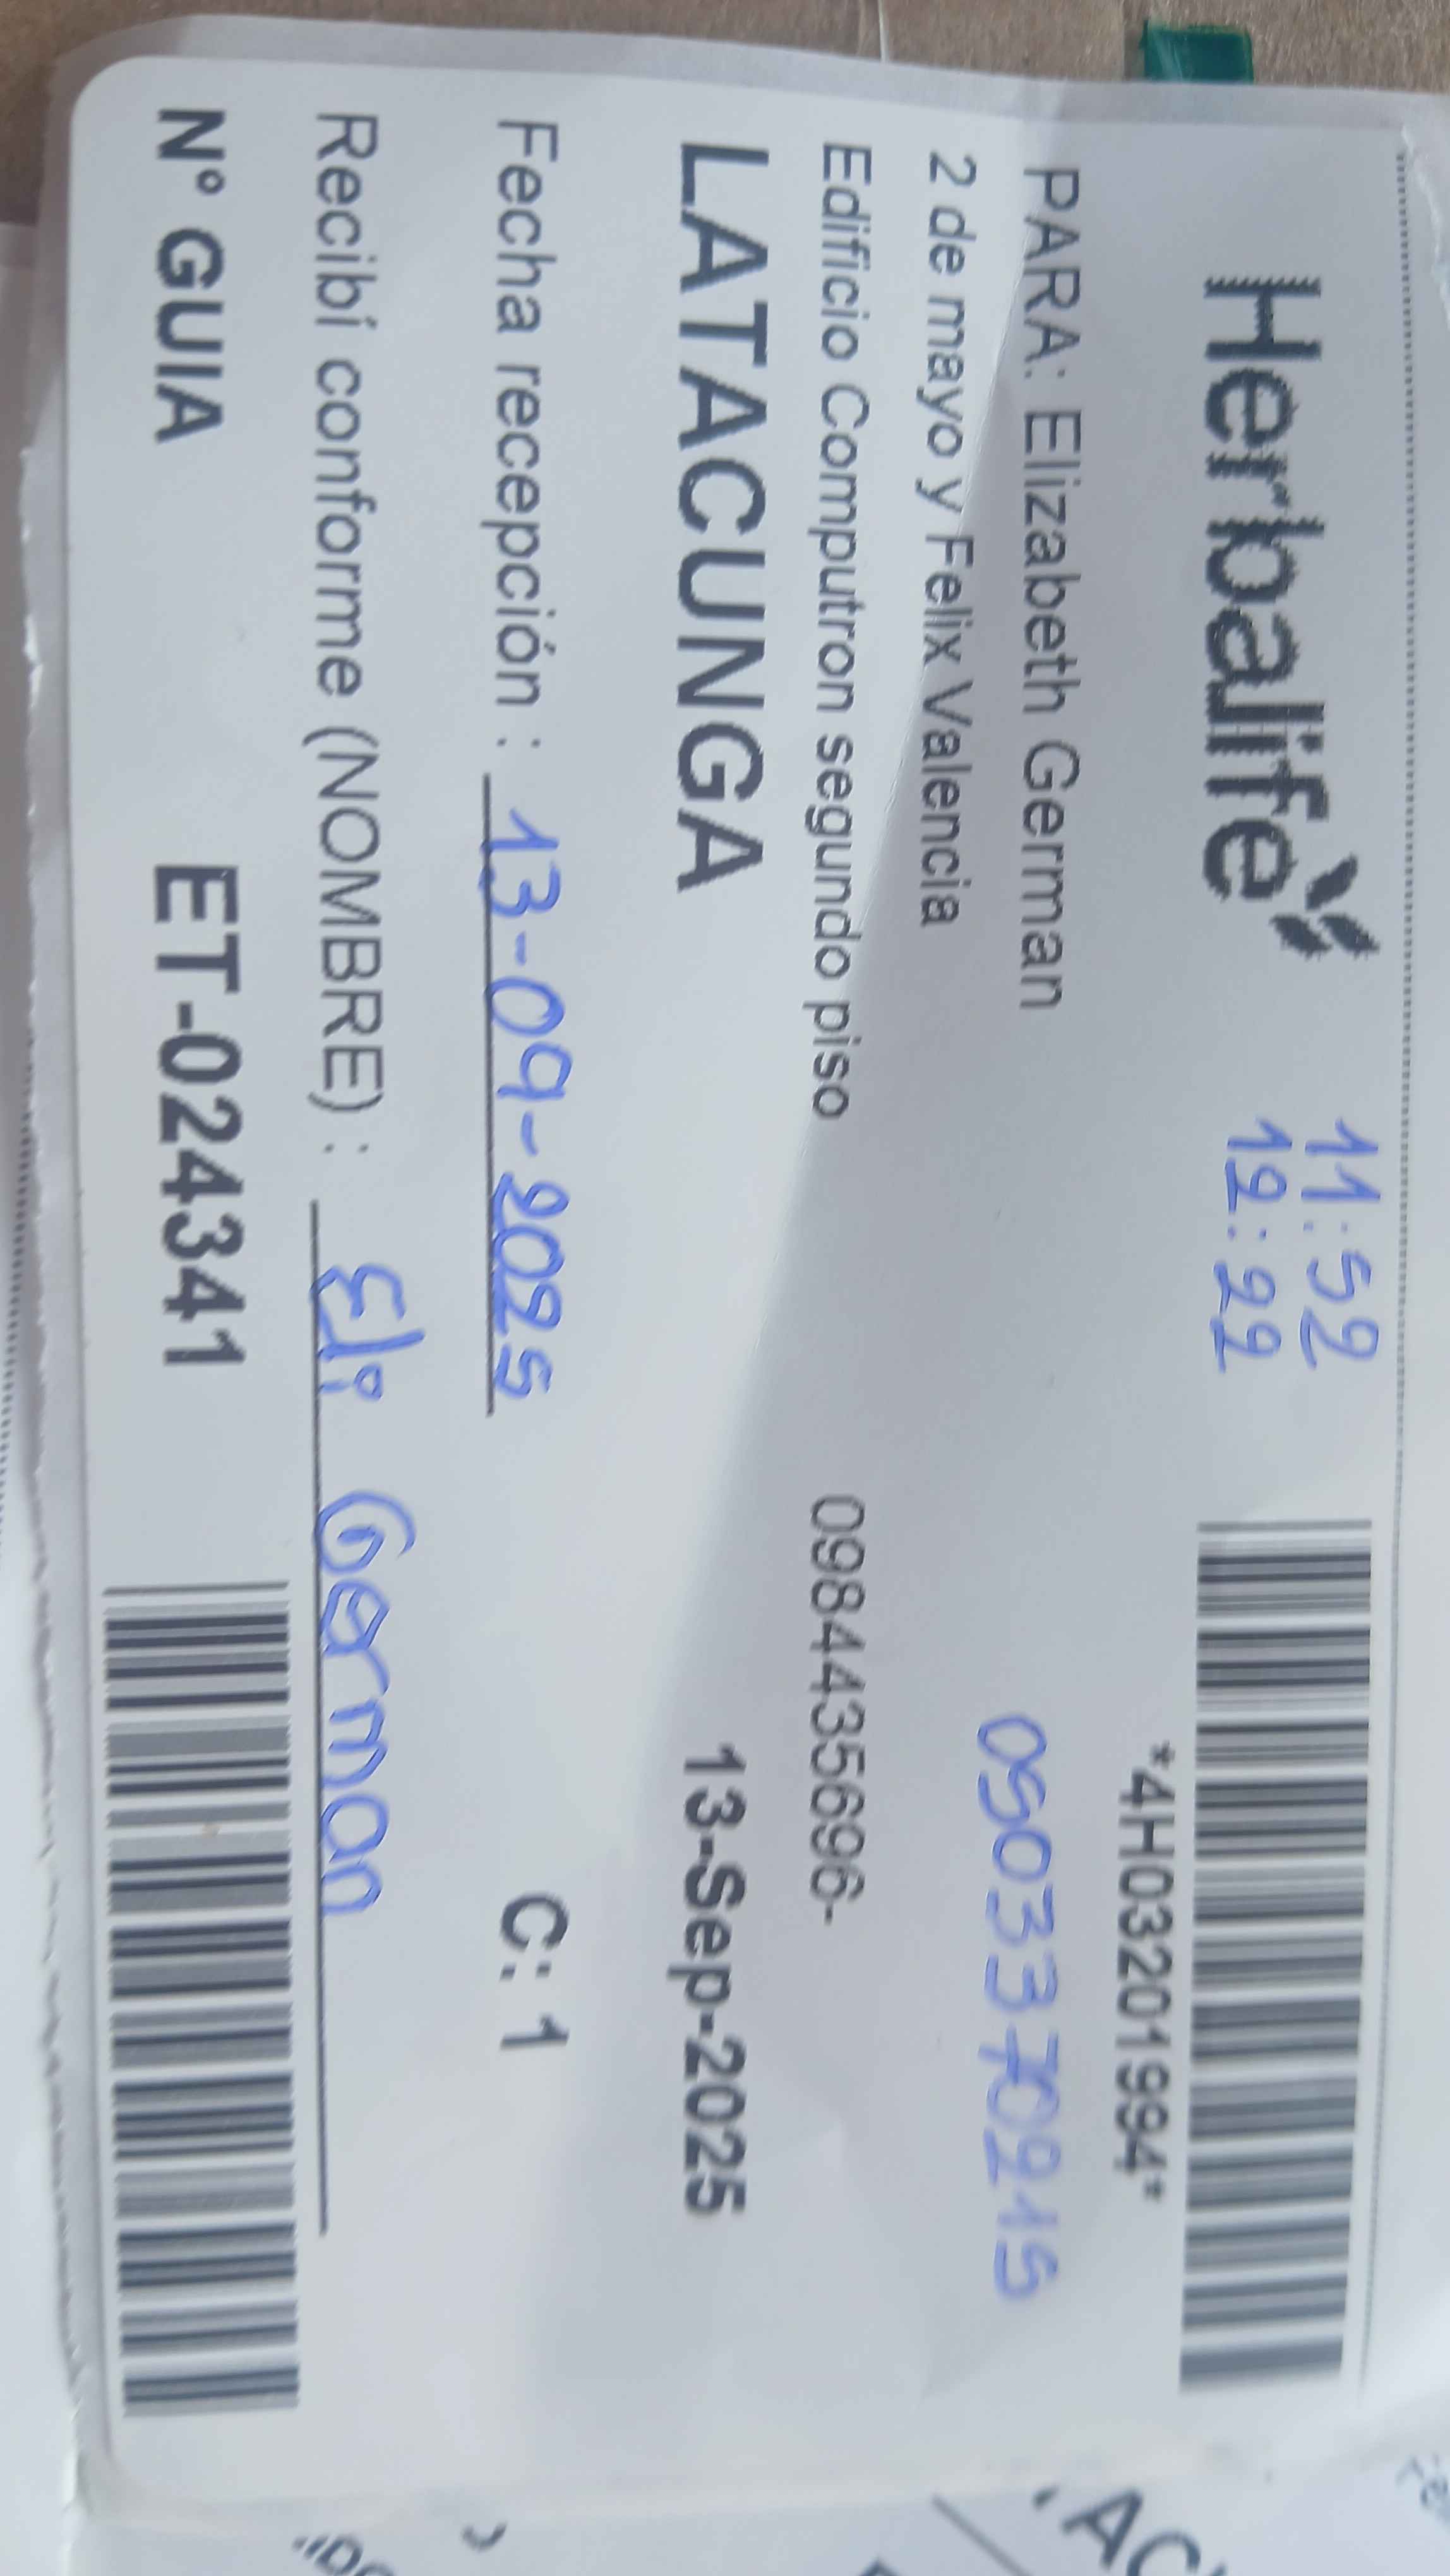 Herbalife
11:52
12:22
*4H03201994*
PARA: Elizabeth German
0503370215
2 de mayo y Felix Valencia
Edificio Computron segundo piso
0984435696-
LATACUNGA
13-Sep-2025
Fecha recepción : 13-09-2025
C: 1
Recibí conforme (NOMBRE) : Eli German
N° GUIA
ET-024341